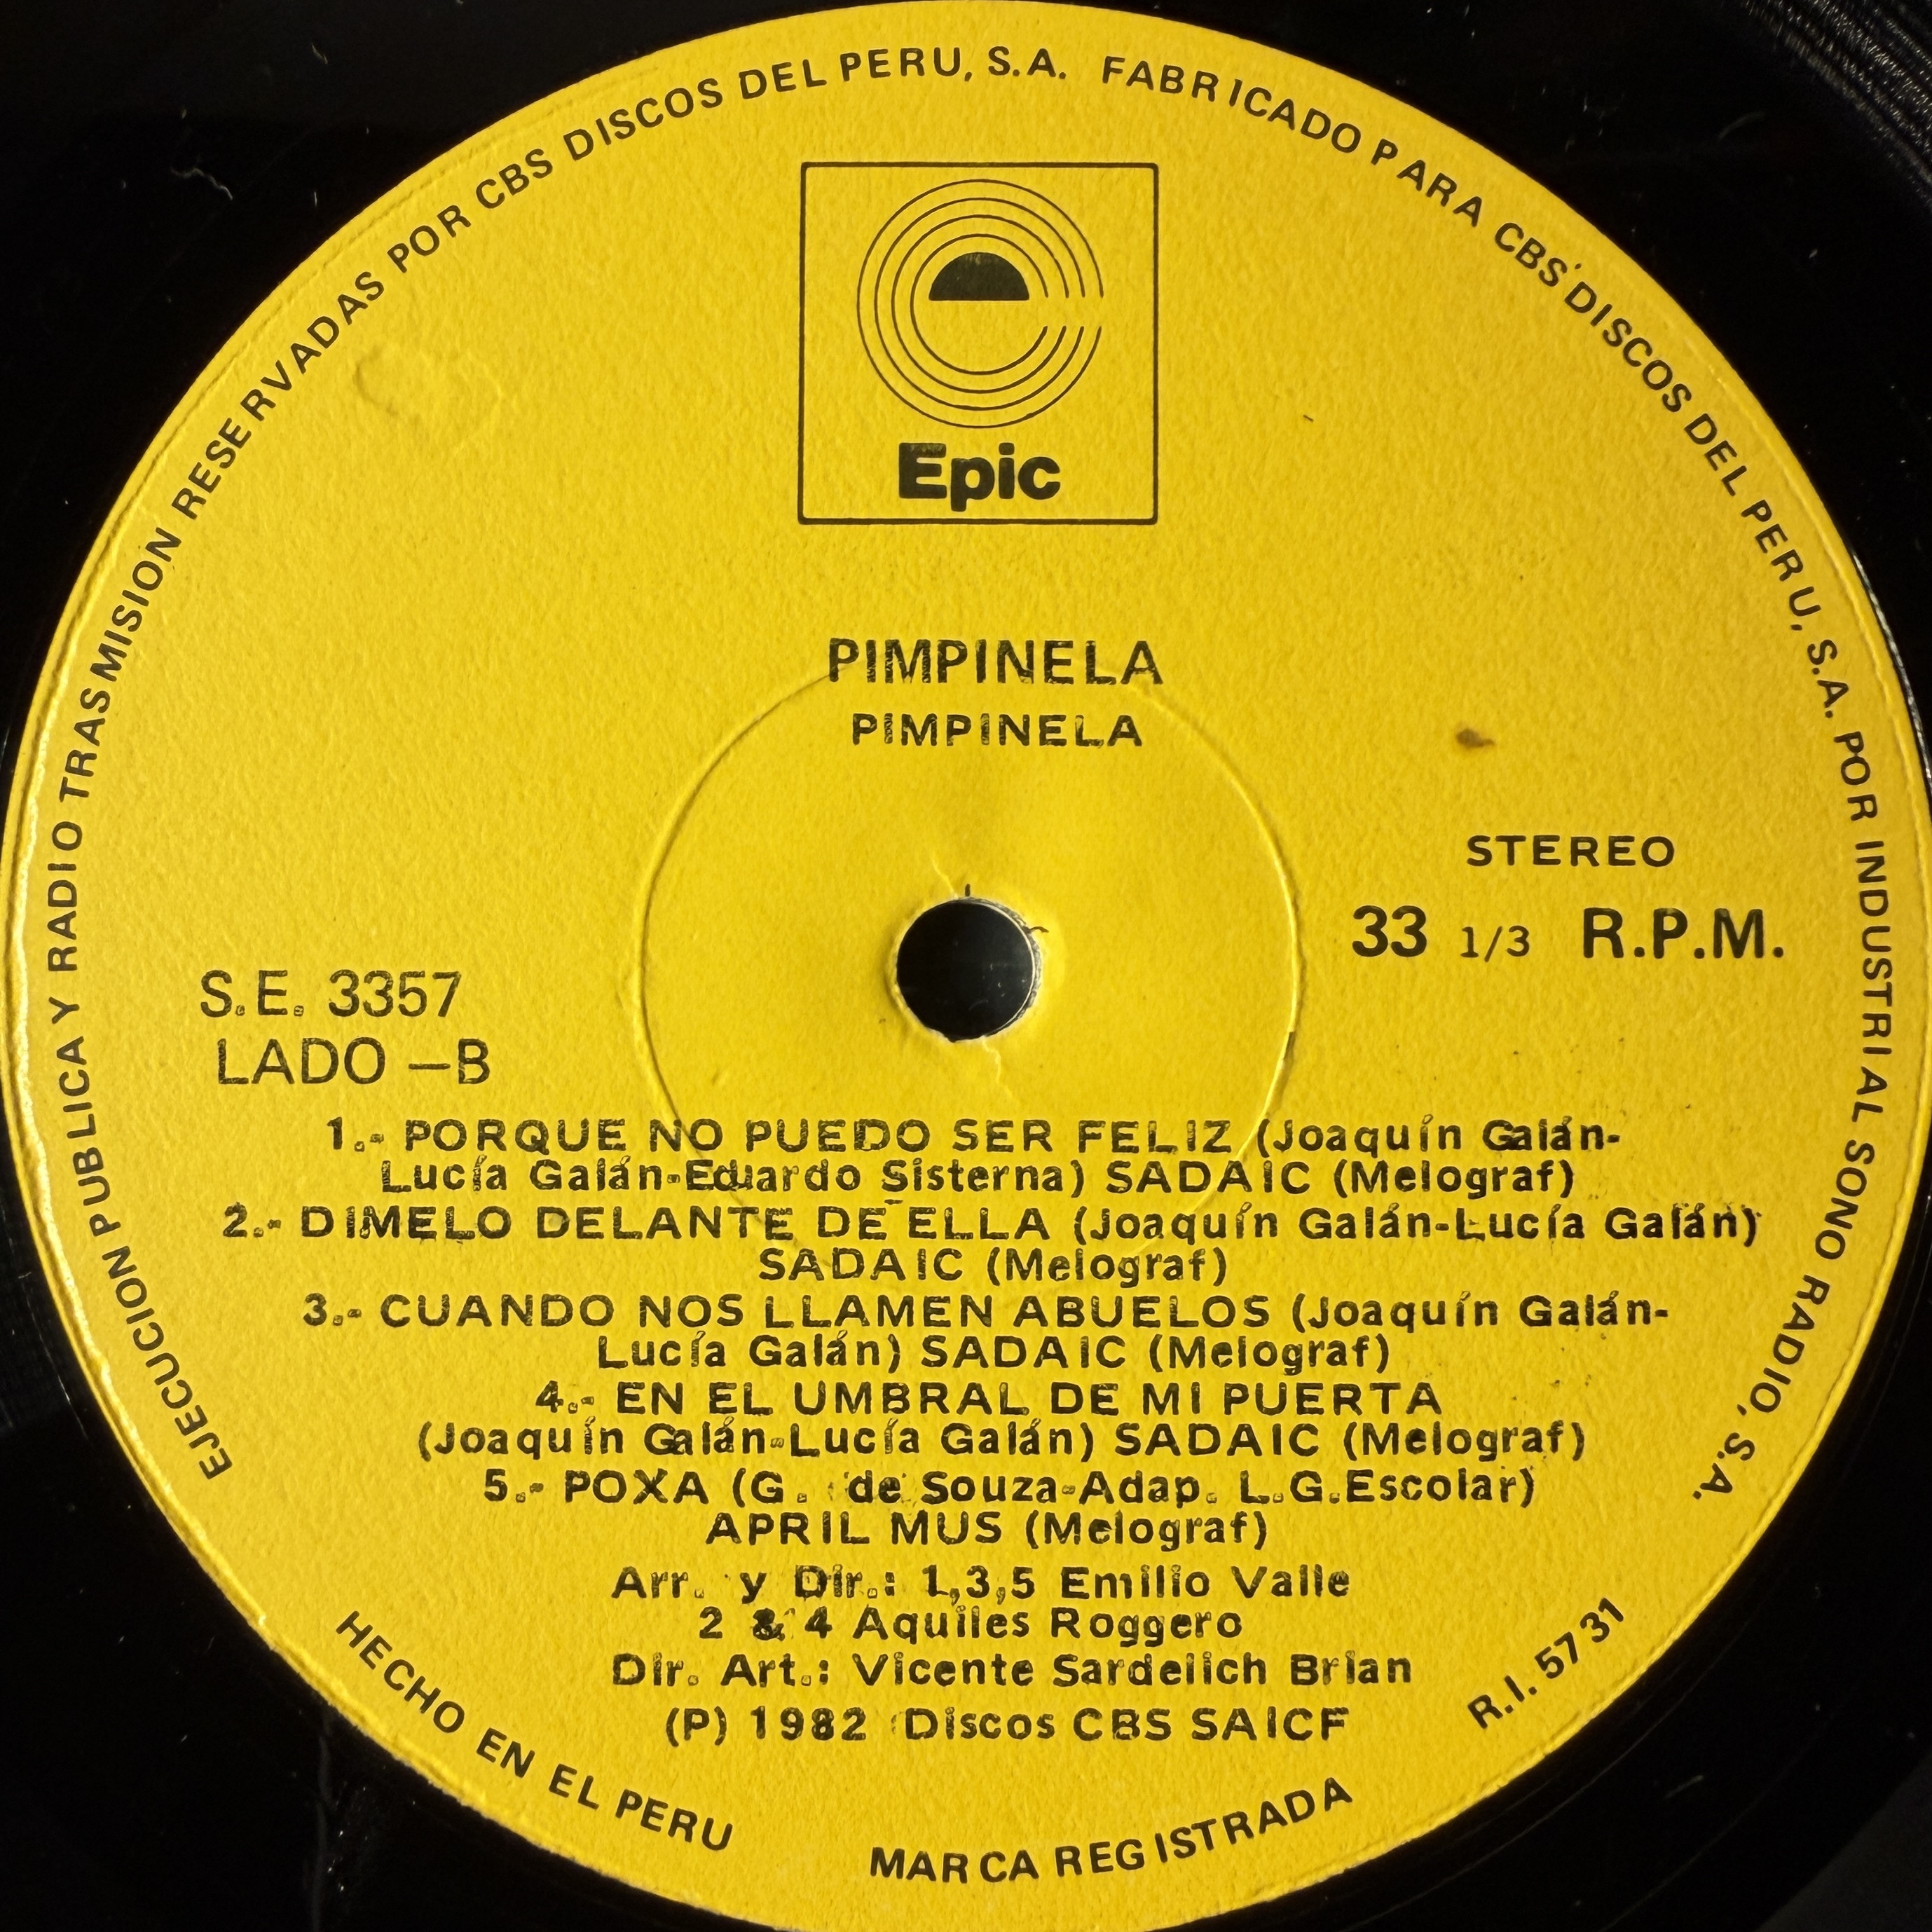 EJECUCION PUBLICA Y RADIO TRASMISION RESERVADAS POR CBS DISCOS DEL PERU, S.A. FABRICADO PARA CBS DISCOS DEL PERU, S.A. POR INDUSTRIAL SONO RADIO, S.A.
Epic
PIMPINELA
PIMPINELA
STEREO
33 1/3 R.P.M.
S.E. 3357
LADO —B
1.- PORQUE NO PUEDO SER FELIZ (Joaquín Galán-
Lucía Galán-Eduardo Sisterna) SADAIC (Melograf)
2.- DIMELO DELANTE DE ELLA (Joaquín Galán-Lucía Galán)
SADAIC (Melograf)
3.- CUANDO NOS LLAMEN ABUELOS (Joaquín Galán-
Lucía Galán) SADAIC (Melograf)
4.- EN EL UMBRAL DE MI PUERTA
(Joaquín Galán-Lucía Galán) SADAIC (Melograf)
5.- POXA (G. de Souza-Adap. L.G.Escolar)
APRIL MUS (Melograf)
Arr. y Dir.: 1,3,5 Emilio Valle
2 & 4 Aquiles Roggero
Dir. Art.: Vicente Sardelich Brian
(P) 1982 Discos CBS SAICF
HECHO EN EL PERU
MARCA REGISTRADA
R.I. 5731